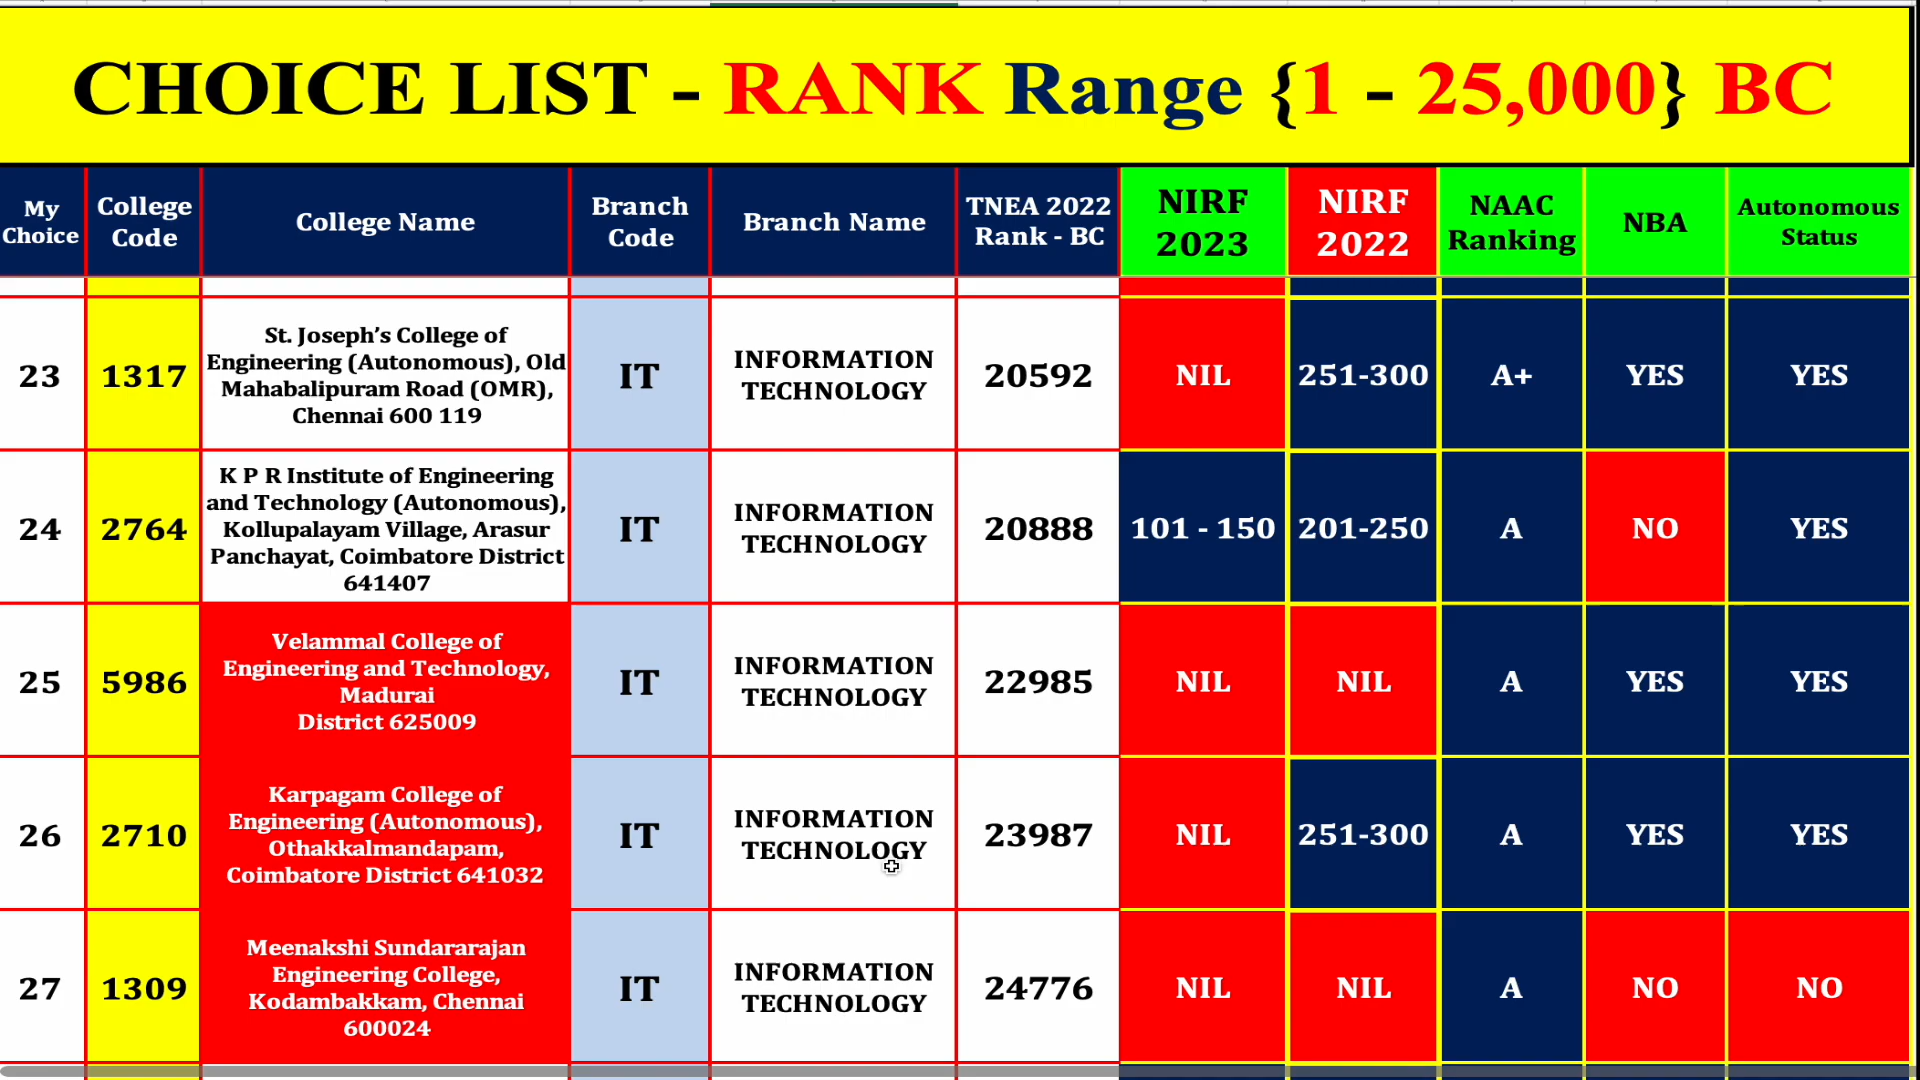 CHOICE LIST - RANK Range {1 - 25,000} BC
My Choice
College Code
College Name
Branch Code
Branch Name
TNEA 2022 Rank - BC
NIRF 2023
NIRF 2022
NAAC Ranking
NBA
Autonomous Status
23
1317
St. Joseph’s College of
Engineering (Autonomous), Old
Mahabalipuram Road (OMR),
Chennai 600 119
IT
INFORMATION
TECHNOLOGY
20592
NIL
251-300
A+
YES
YES
24
2764
K P R Institute of Engineering
and Technology (Autonomous),
Kollupalayam Village, Arasur
Panchayat, Coimbatore District
641407
IT
INFORMATION
TECHNOLOGY
20888
101 - 150
201-250
A
NO
YES
25
5986
Velammal College of
Engineering and Technology,
Madurai
District 625009
IT
INFORMATION
TECHNOLOGY
22985
NIL
NIL
A
YES
YES
26
2710
Karpagam College of
Engineering (Autonomous),
Othakkalmandapam,
Coimbatore District 641032
IT
INFORMATION
TECHNOLOGY
23987
NIL
251-300
A
YES
YES
27
1309
Meenakshi Sundararajan
Engineering College,
Kodambakkam, Chennai
600024
IT
INFORMATION
TECHNOLOGY
24776
NIL
NIL
A
NO
NO